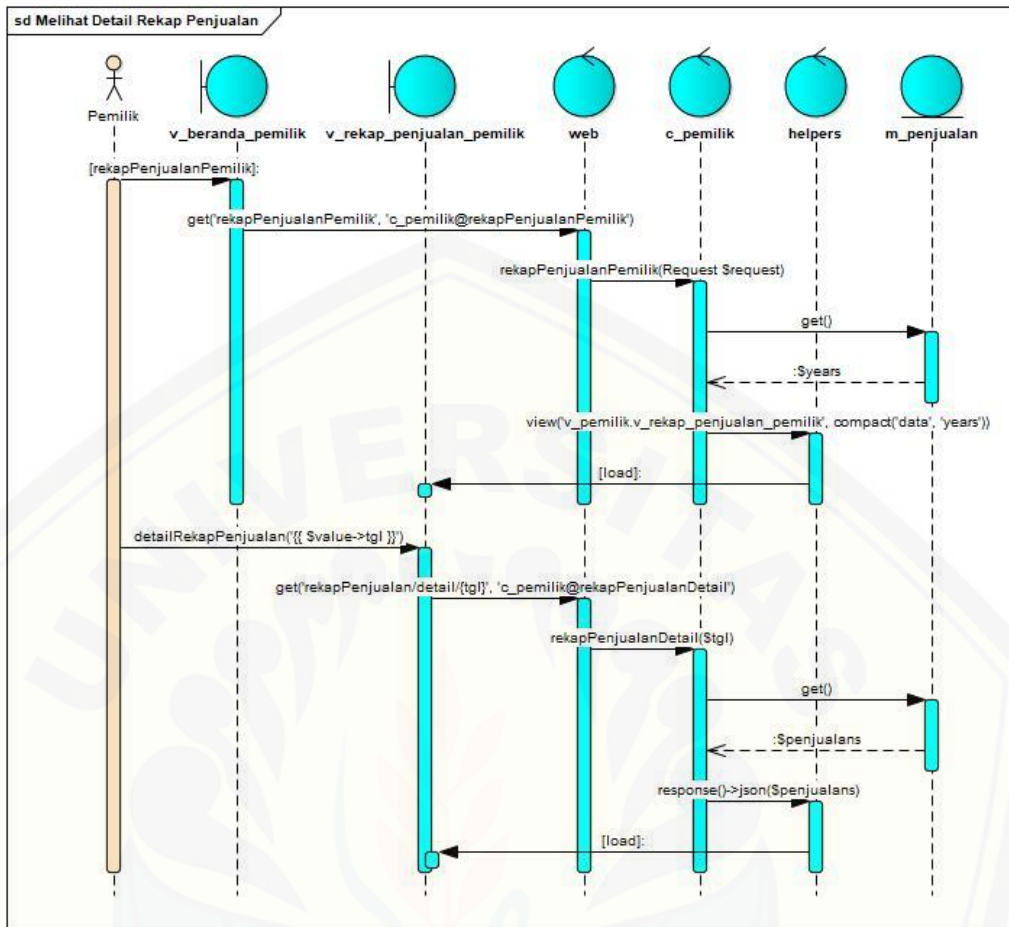 sd Melihat Detail Rekap Penjualan
Pemilik
v_beranda_pemilik
v_rekap_penjualan_pemilik
web
c_pemilik
helpers
m_penjualan
[rekapPenjualanPemilik]:
get('rekapPenjualanPemilik', 'c_pemilik@rekapPenjualanPemilik')
rekapPenjualanPemilik(Request $request)
get()
:$years
view('v_pemilik.v_rekap_penjualan_pemilik', compact('data', 'years'))
[load]:
detailRekapPenjualan('{{ $value->tgl }}')
get('rekapPenjualan/detail/{tgl}', 'c_pemilik@rekapPenjualanDetail')
rekapPenjualanDetail($tgl)
get()
:$penjualans
response()->json($penjualans)
[load]:
UNIVERSITAS